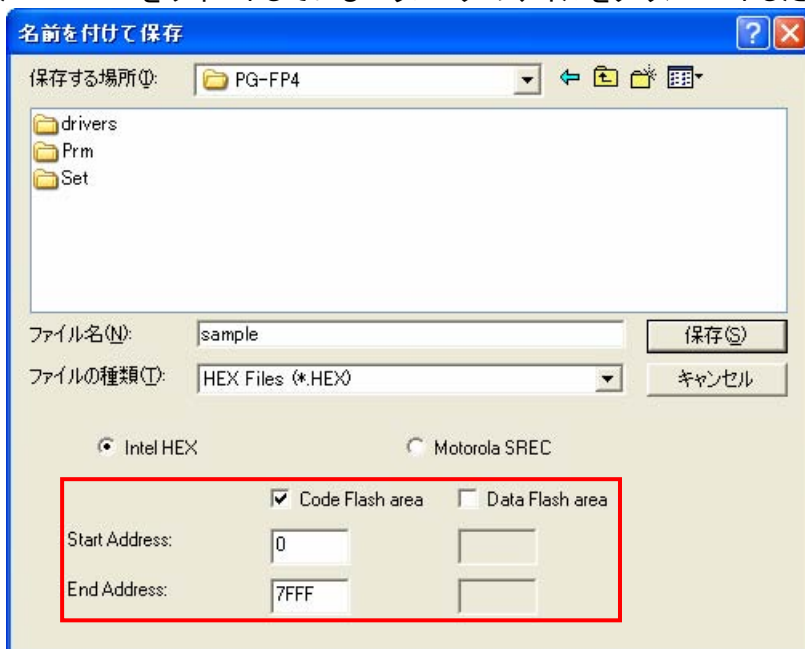 名前を付けて保存
保存する場所(I):
PG-FP4
drivers
Prm
Set
ファイル名(N):
sample
保存(S)
ファイルの種類(T):
HEX Files (*.HEX)
キャンセル
Intel HEX
Motorola SREC
Code Flash area
Data Flash area
Start Address:
0
End Address:
7FFF